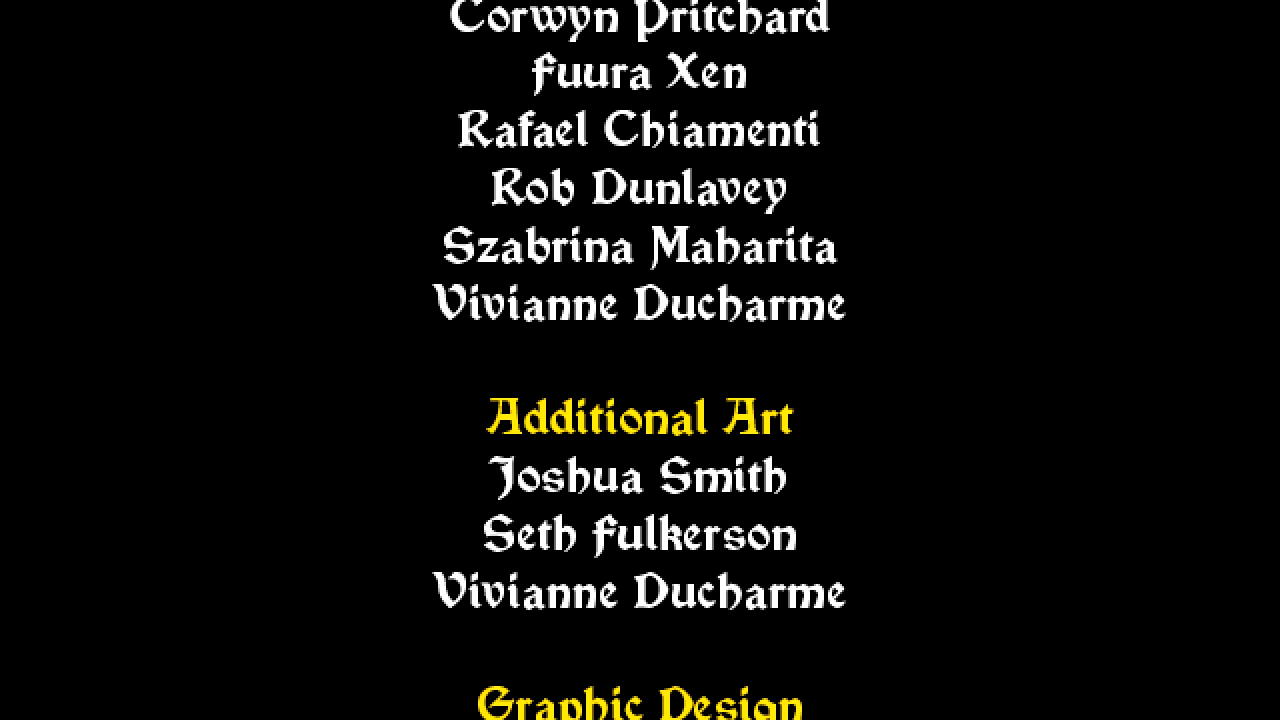 Corwyn Pritchard
Fuura Xen
Rafael Chiamenti
Rob Dunlavey
Szabrina Maharita
Vivianne Ducharme
Additional Art
Joshua Smith
Seth Fulkerson
Vivianne Ducharme
Graphic Design